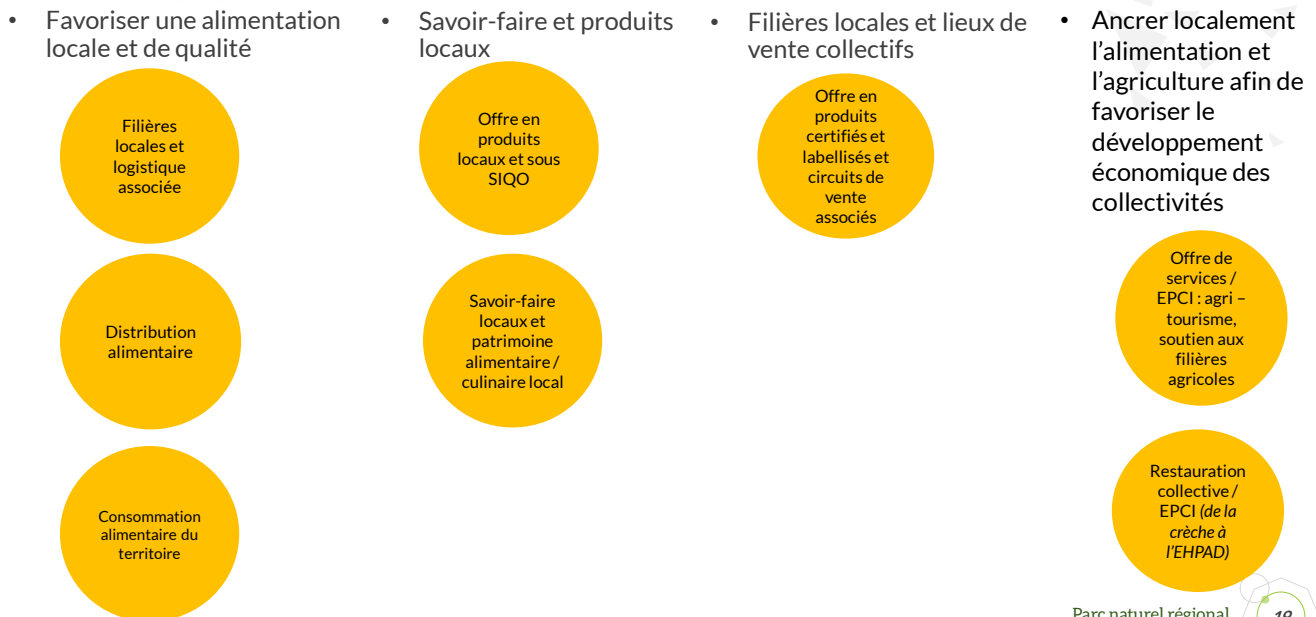 • Favoriser une alimentation
locale et de qualité
Filières
locales et
logistique
associée
Distribution
alimentaire
Consommation
alimentaire du
territoire
• Savoir-faire et produits
locaux
Offre en
produits
locaux et sous
SIQO
Savoir-faire
locaux et
patrimoine
alimentaire /
culinaire local
• Filières locales et lieux de
vente collectifs
Offre en
produits
certifiés et
labellisés et
circuits de
vente
associés
• Ancrer localement
l’alimentation et
l’agriculture afin de
favoriser le
développement
économique des
collectivités
Offre de
services /
EPCI : agri –
tourisme,
soutien aux
filières
agricoles
Restauration
collective /
EPCI (de la
crèche à
l’EHPAD)
Parc naturel régional
19